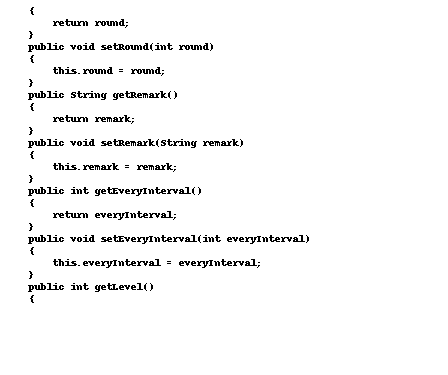 {
return round;
}
public void setRound(int round)
{
this.round = round;
}
public String getRemark()
{
return remark;
}
public void setRemark(String remark)
{
this.remark = remark;
}
public int getEveryInterval()
{
return everyInterval;
}
public void setEveryInterval(int everyInterval)
{
this.everyInterval = everyInterval;
}
public int getLevel()
{